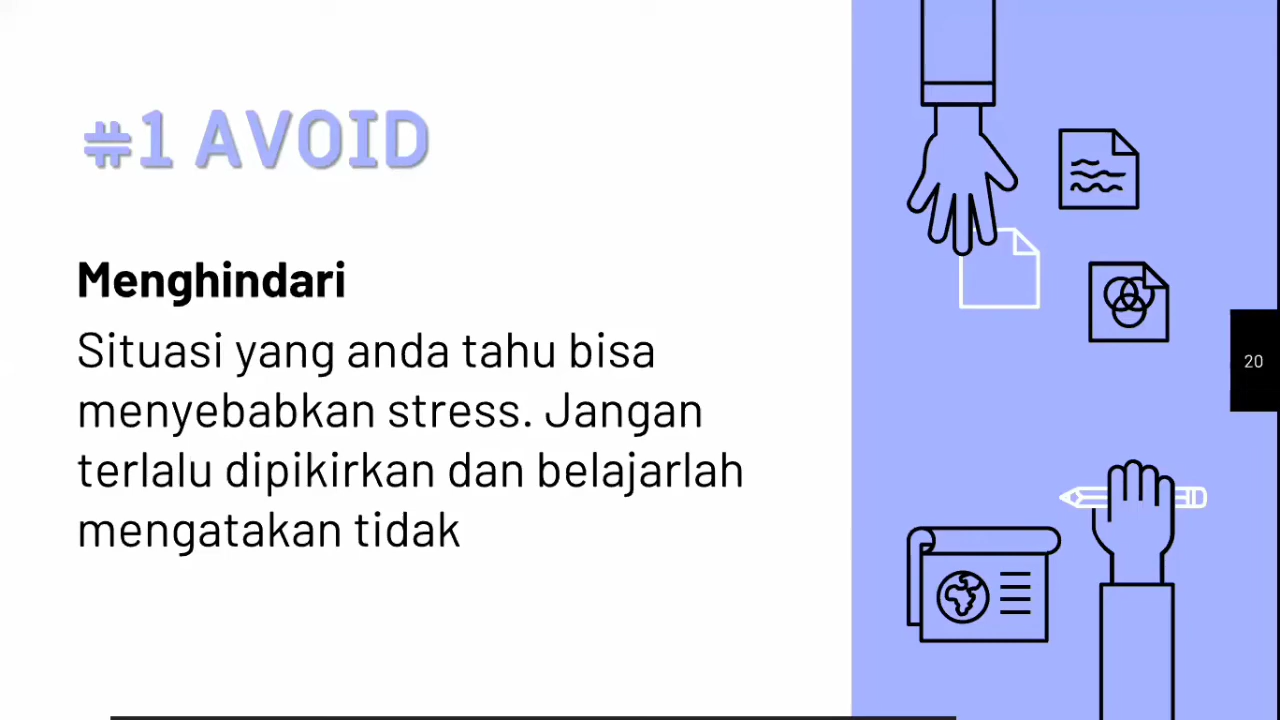 #1 AVOID
Menghindari
Situasi yang anda tahu bisa
menyebabkan stress. Jangan
terlalu dipikirkan dan belajarlah
mengatakan tidak
20